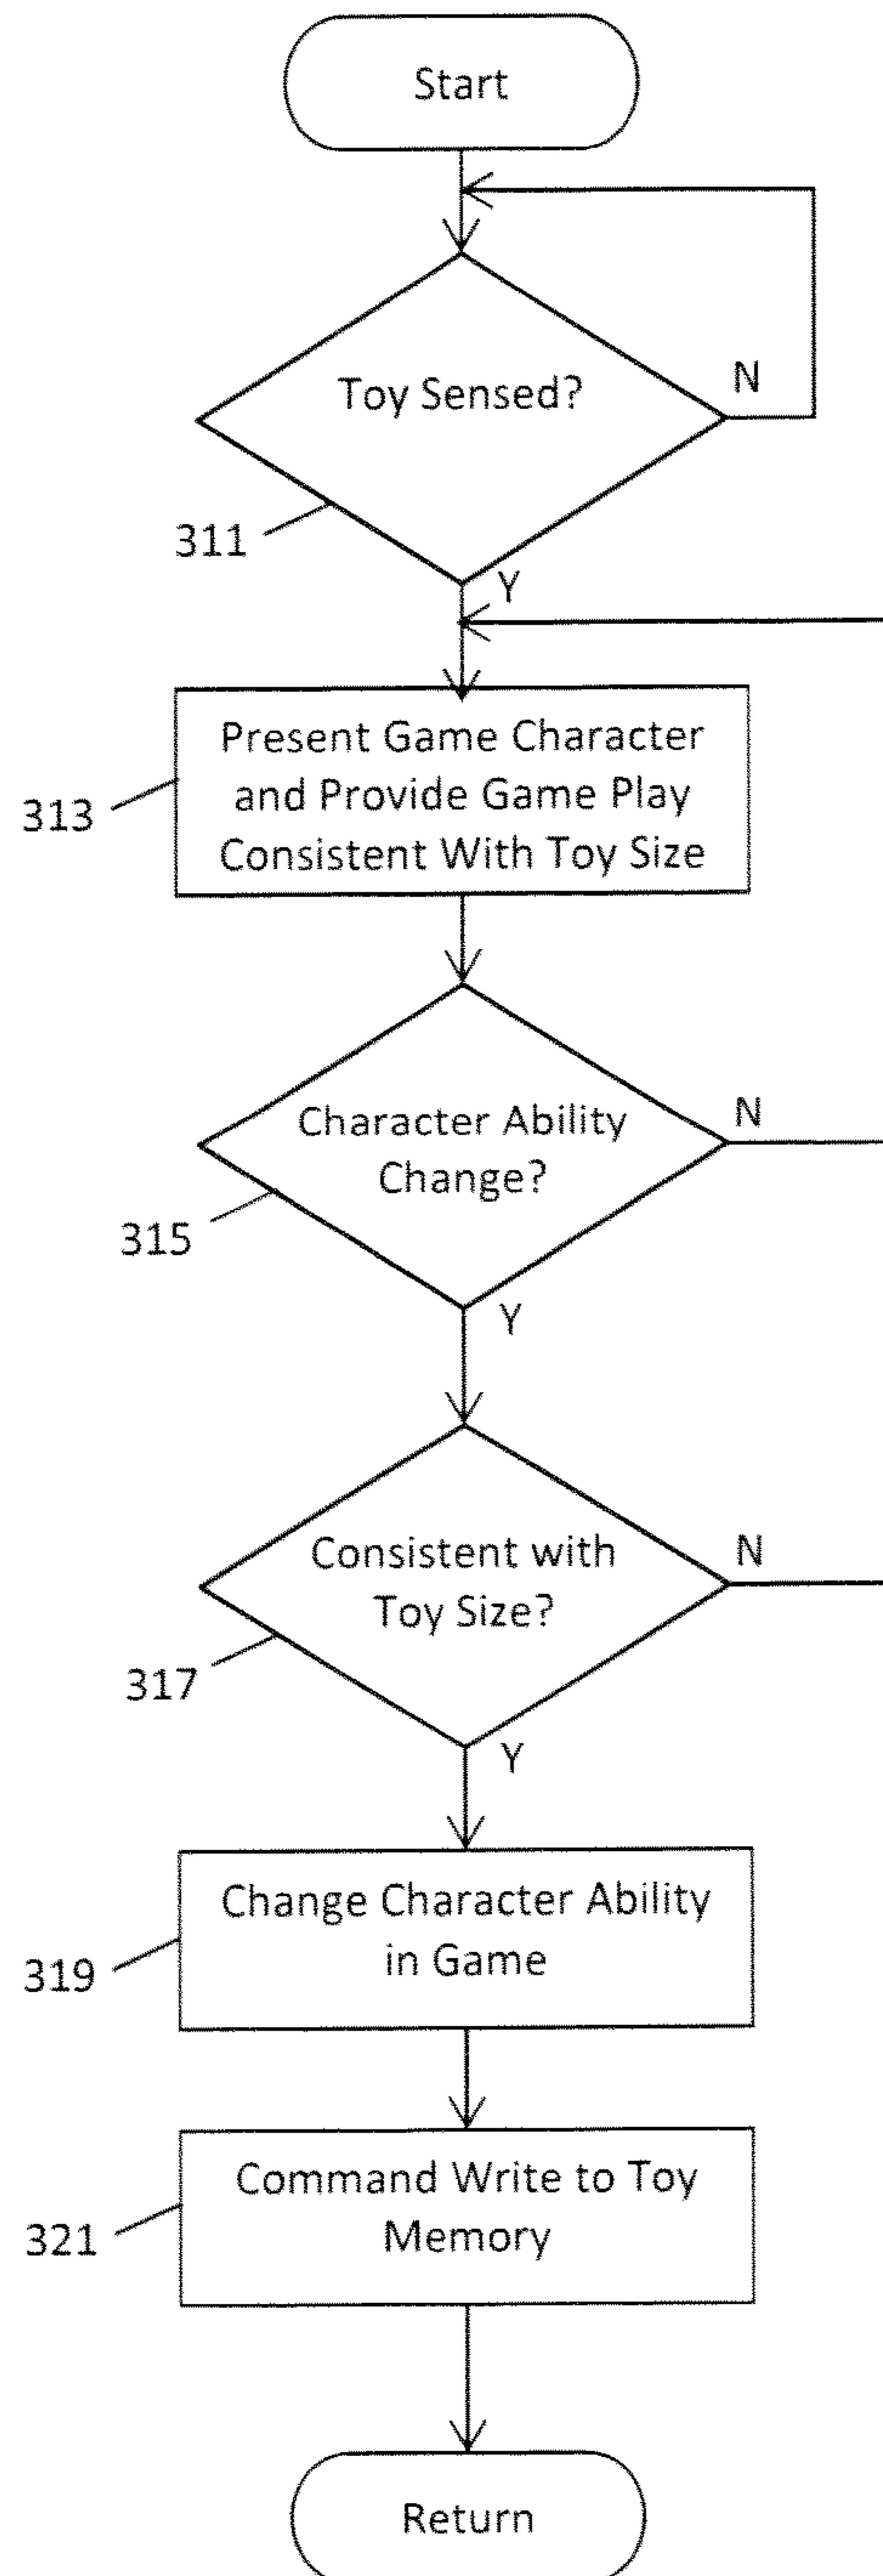 Start
Toy Sensed?
N
311
Y
Present Game Character
and Provide Game Play
Consistent With Toy Size
313
Character Ability
Change?
N
315
Y
Consistent with
Toy Size?
N
317
Y
Change Character Ability
in Game
319
Command Write to Toy
Memory
321
Return